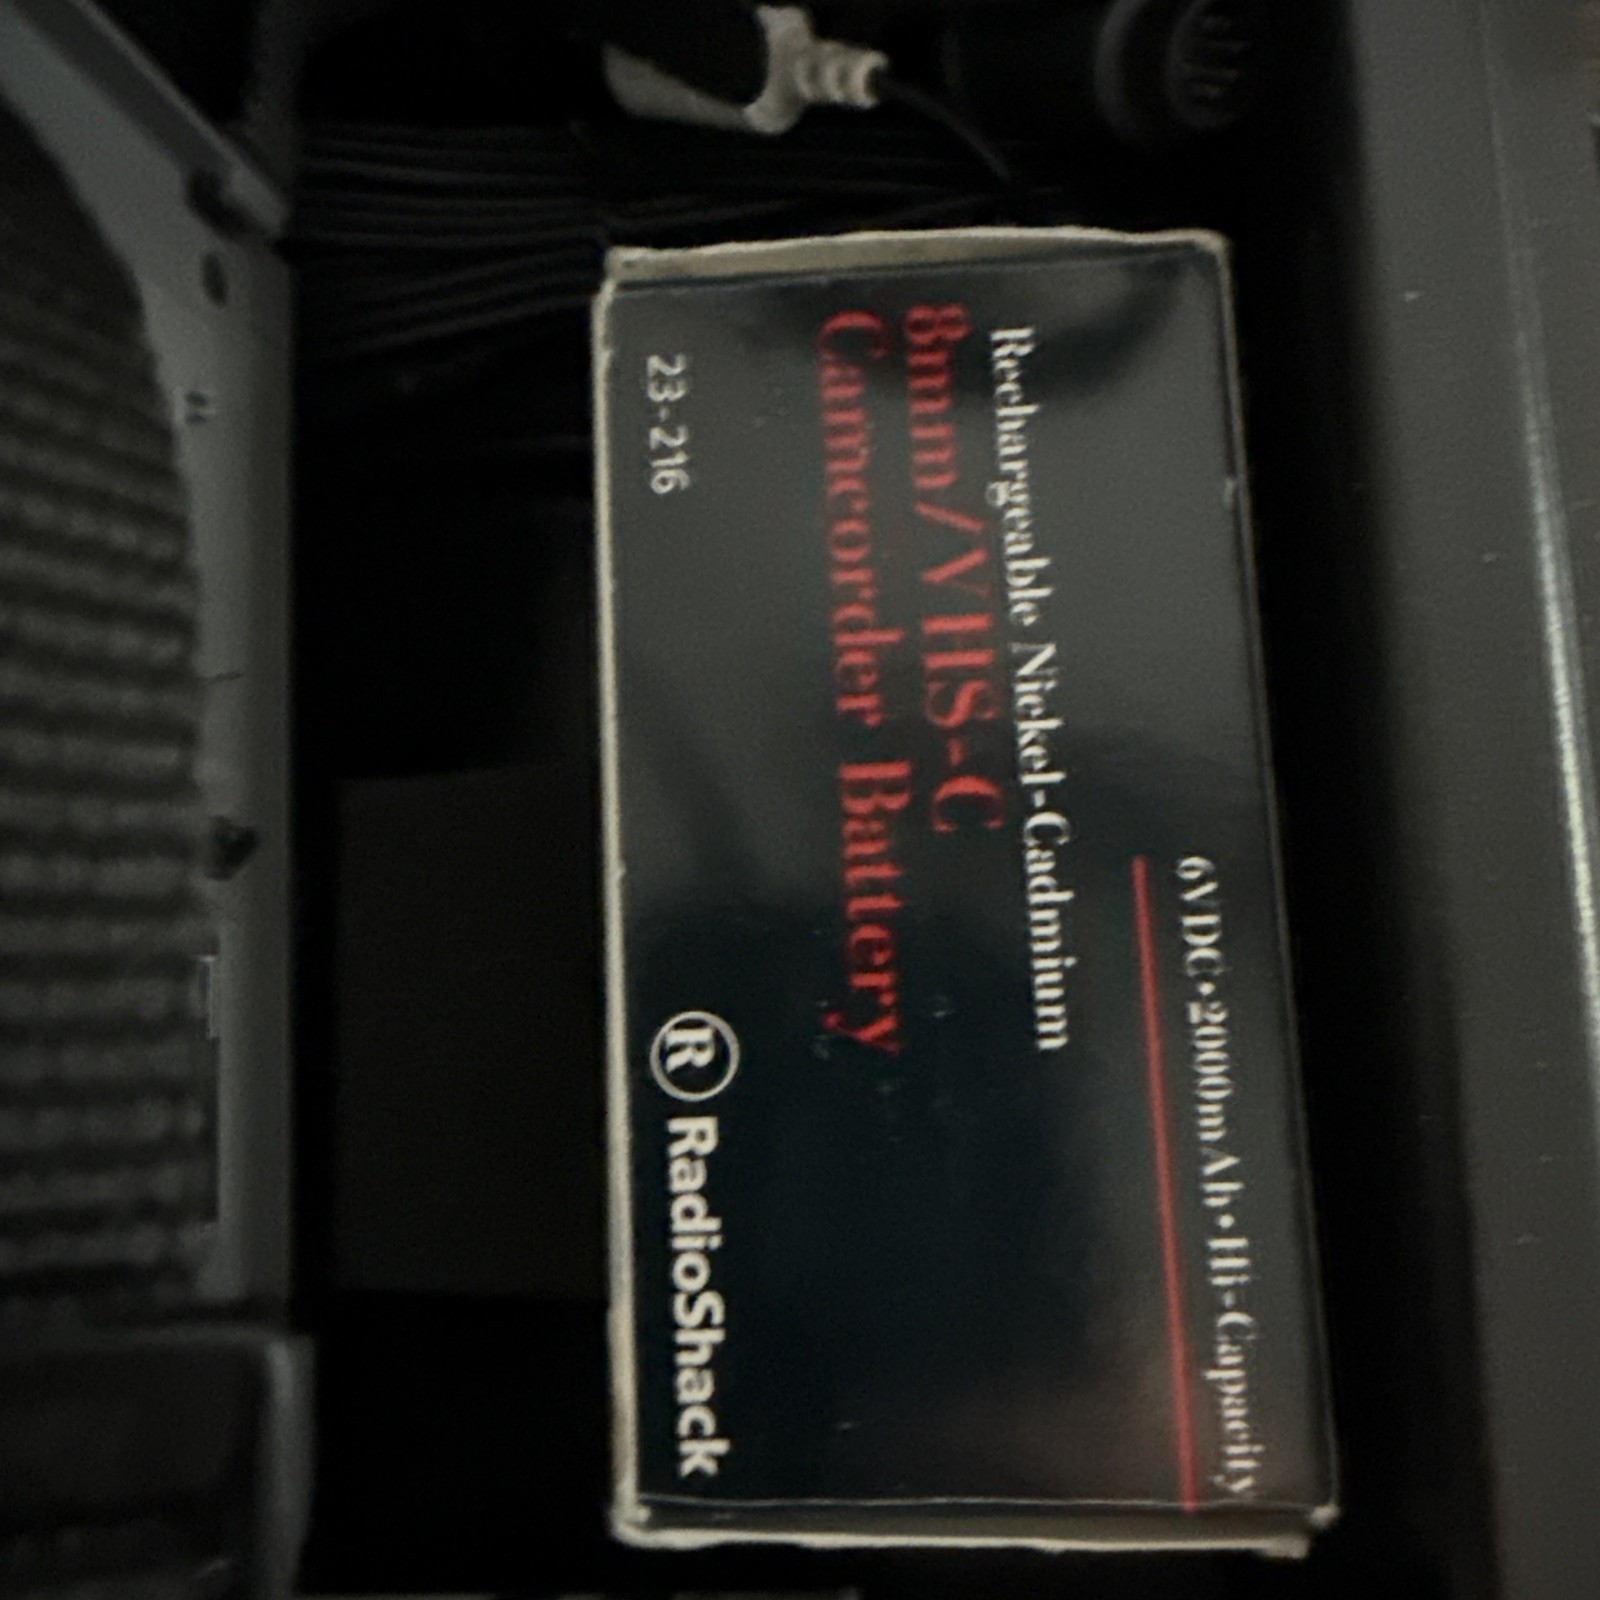 6VDC•2000mAh•Hi-Capacity
Rechargeable Nickel-Cadmium
8mm/VHS-C
Camcorder Battery
23-216
R RadioShack